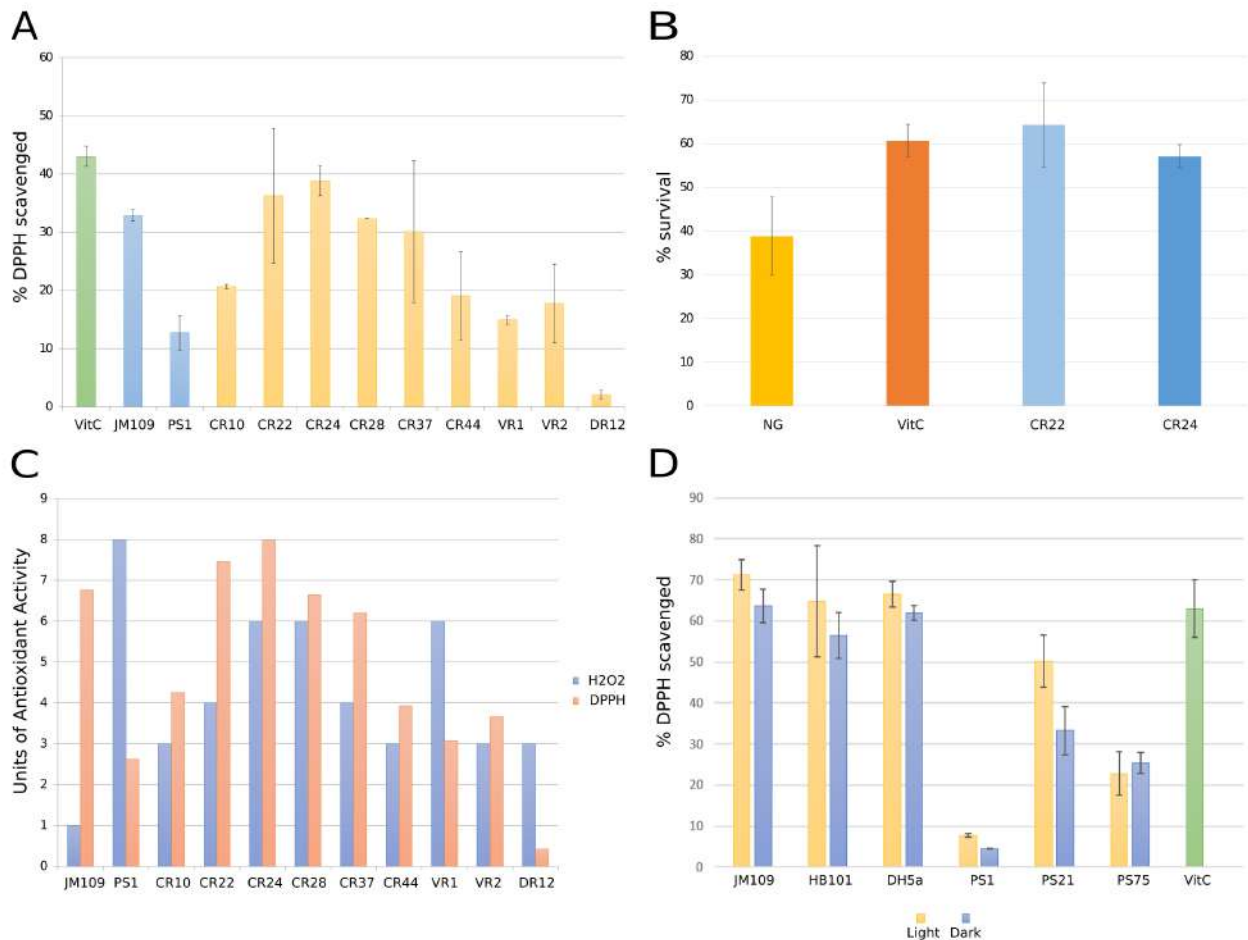 A
% DPPH scavenged
60
50
40
30
20
10
0
VitC JM109 PS1 CR10 CR22 CR24 CR28 CR37 CR44 VR1 VR2 DR12
B
% survival
80
70
60
50
40
30
20
10
0
NG VitC CR22 CR24
C
Units of Antioxidant Activity
9
8
7
6
5
4
3
2
1
0
JM109 PS1 CR10 CR22 CR24 CR28 CR37 CR44 VR1 VR2 DR12
H2O2
DPPH
D
% DPPH scavenged
90
80
70
60
50
40
30
20
10
0
JM109 HB101 DH5a PS1 PS21 PS75 VitC
Light Dark